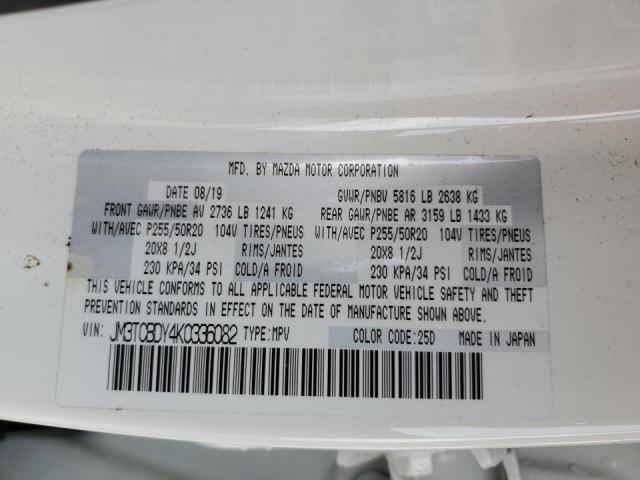 MFD. BY MAZDA MOTOR CORPORATION
DATE 08/19 GVWR/PNBV 5816 LB 2638 KG
FRONT GAWR/PNBE AV 2736 LB 1241 KG REAR GAWR/PNBE AR 3159 LB 1433 KG
WITH/AVEC P255/50R20 104V TIRES/PNEUS WITH/AVEC P255/50R20 104V TIRES/PNEUS
20X8 1/2J RIMS/JANTES 20X8 1/2J RIMS/JANTES
230 KPA/34 PSI COLD/A FROID 230 KPA/34 PSI COLD/A FROID
THIS VEHICLE CONFORMS TO ALL APPLICABLE FEDERAL MOTOR VEHICLE SAFETY AND THEFT
PREVENTION STANDARDS IN EFFECT ON THE DATE OF MANUFACTURE SHOWN ABOVE.
VIN: JM3TCBDY4K0336082 TYPE:MPV COLOR CODE:25D MADE IN JAPAN